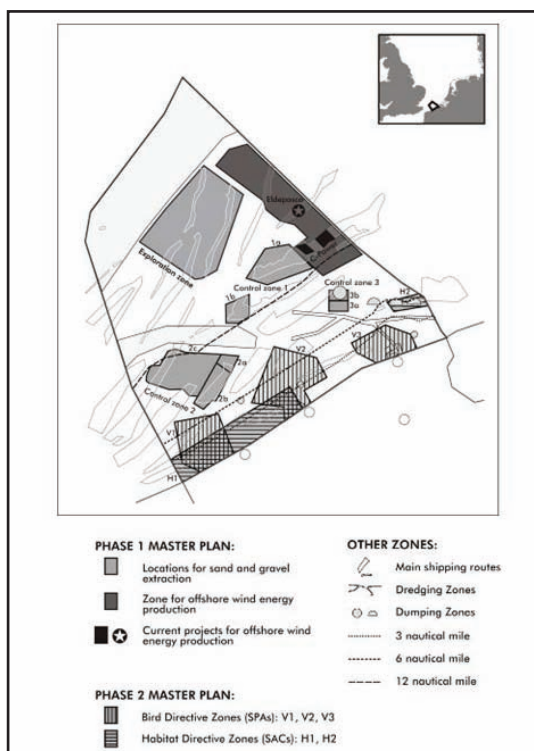 Eldepasco
C-Power
1a
Exploration zone
Control zone 1
Control zone 3
1b
3b
3a
H2
V3
V2
2c
2a
2b
Control zone 2
V1
H1
PHASE 1 MASTER PLAN:
Locations for sand and gravel
extraction
Zone for offshore wind energy
production
Current projects for offshore wind
energy production
PHASE 2 MASTER PLAN:
Bird Directive Zones (SPAs): V1, V2, V3
Habitat Directive Zones (SACs): H1, H2
OTHER ZONES:
Main shipping routes
Dredging Zones
Dumping Zones
3 nautical mile
6 nautical mile
12 nautical mile